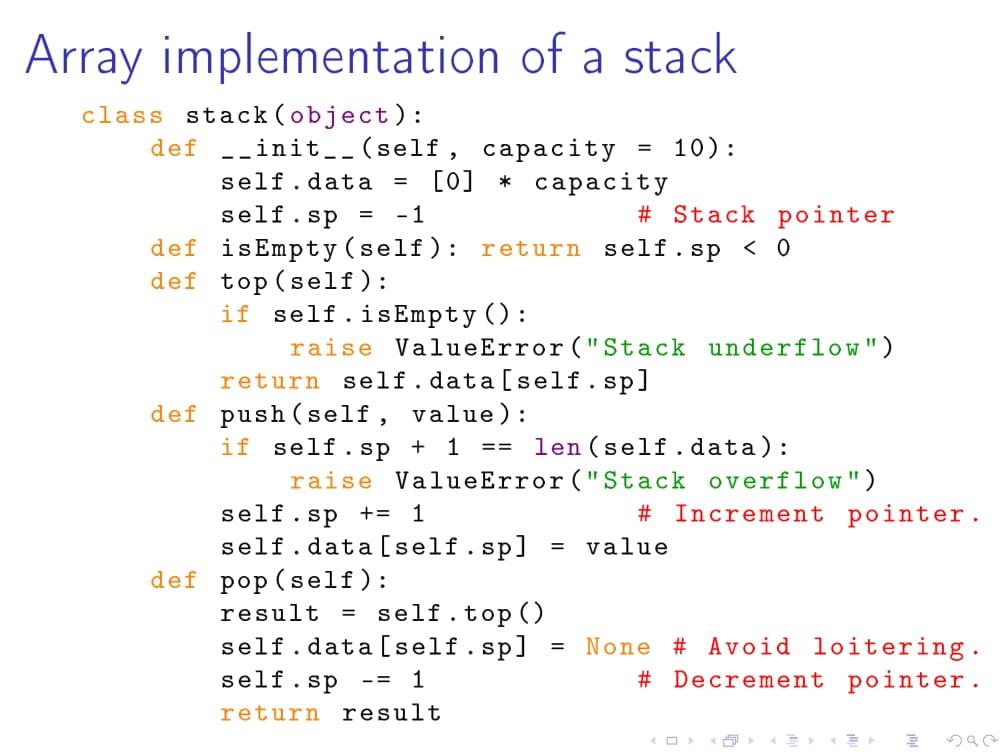 Array implementation of a stack
class stack(object):
    def __init__(self, capacity = 10):
        self.data = [0] * capacity
        self.sp = -1            # Stack pointer
    def isEmpty(self): return self.sp < 0
    def top(self):
        if self.isEmpty():
            raise ValueError("Stack underflow")
        return self.data[self.sp]
    def push(self, value):
        if self.sp + 1 == len(self.data):
            raise ValueError("Stack overflow")
        self.sp += 1            # Increment pointer.
        self.data[self.sp] = value
    def pop(self):
        result = self.top()
        self.data[self.sp] = None # Avoid loitering.
        self.sp -= 1            # Decrement pointer.
        return result